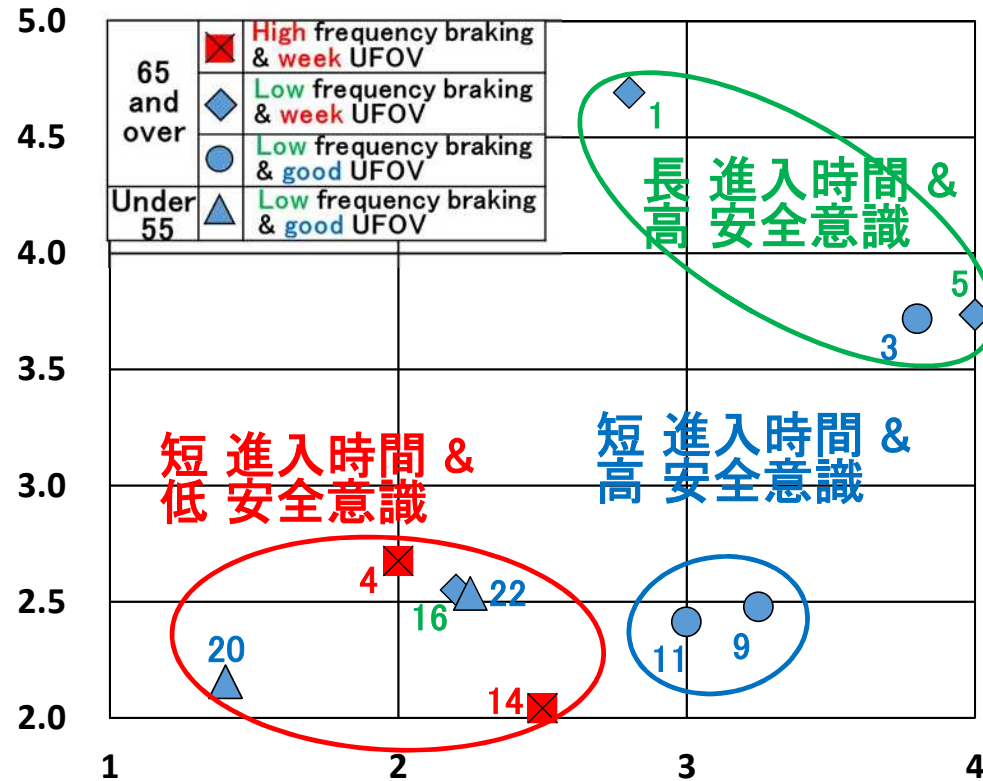 5.0
65
and
over
High frequency braking
& week UFOV
Low frequency braking
& week UFOV
Low frequency braking
& good UFOV
Under
55
Low frequency braking
& good UFOV
1
4.5
長 進入時間 &
高 安全意識
4.0
5
3
3.5
短 進入時間 &
低 安全意識
短 進入時間 &
高 安全意識
3.0
4
2.5
16
22
20
11
9
14
2.0
1
2
3
4